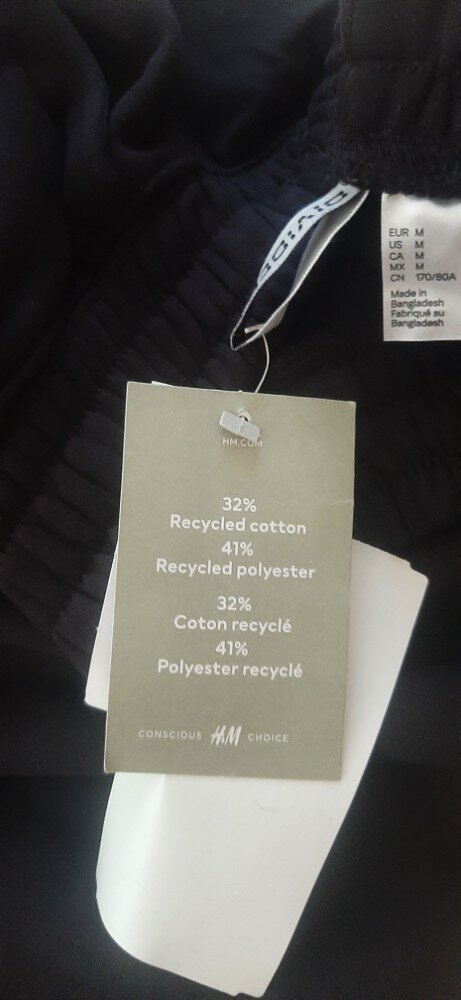 DIVIDED
EUR M
US M
CA M
MX M
CN 170/80A
Made in
Bangladesh
Fabriqué au
Bangladesh
HM.COM
32%
Recycled cotton
41%
Recycled polyester
32%
Coton recyclé
41%
Polyester recyclé
CONSCIOUS H&M CHOICE